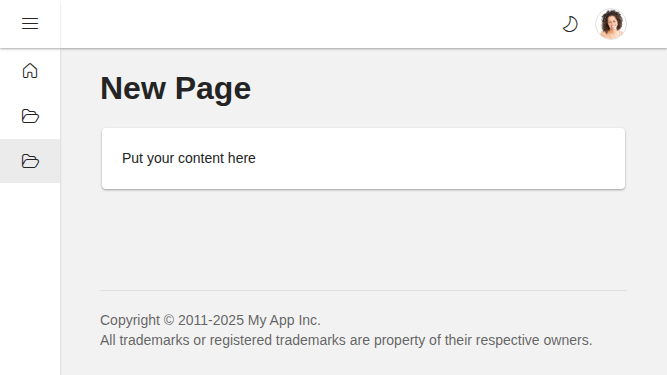 New Page
Put your content here
Copyright © 2011-2025 My App Inc.
All trademarks or registered trademarks are property of their respective owners.